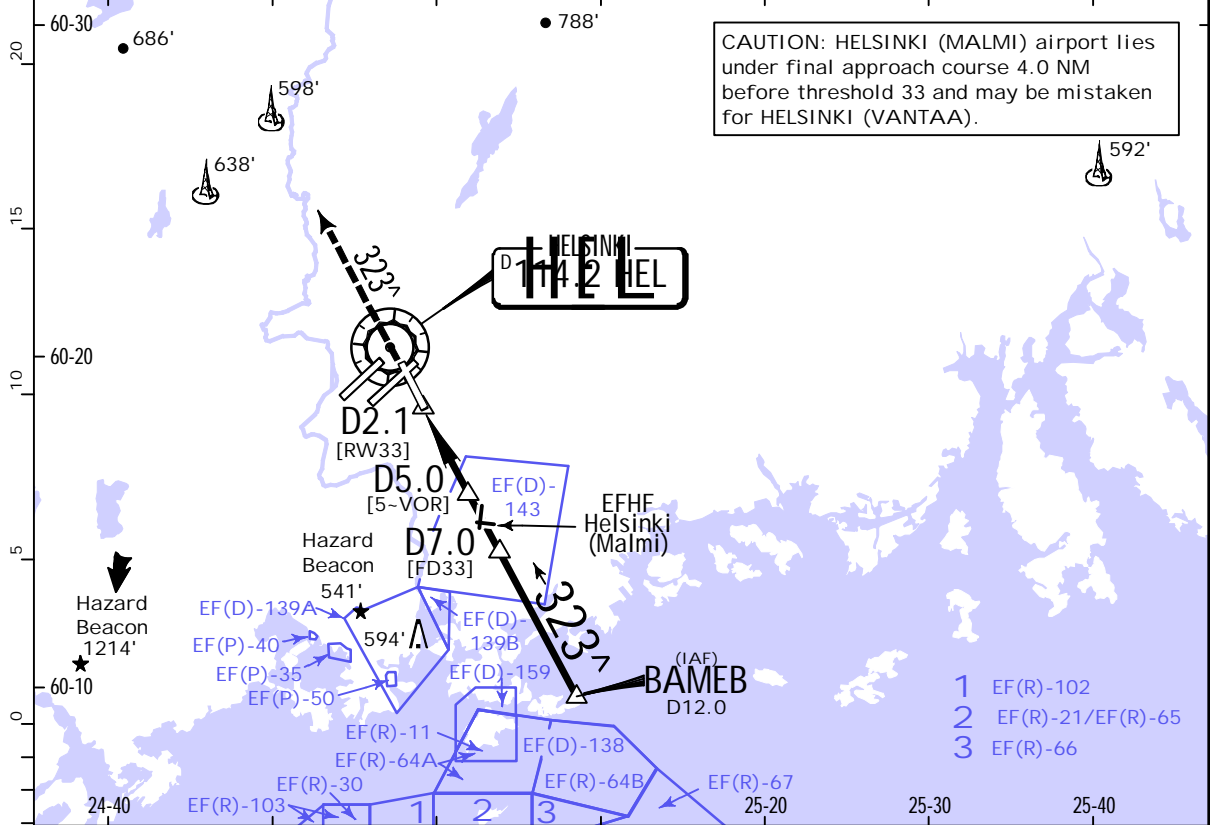 60-30
20
686'
788'
CAUTION: HELSINKI (MALMI) airport lies
under final approach course 4.0 NM
before threshold 33 and may be mistaken
for HELSINKI (VANTAA).
598'
638'
592'
15
323^
HELSINKI
D 114.2 HEL
HEL
60-20
10
D2.1
[RW33]
D5.0
[5~VOR]
EF(D)-
143
EFHF
Helsinki
(Malmi)
D7.0
[FD33]
5
Hazard
Beacon
541'
Hazard
Beacon
1214'
EF(D)-139A
EF(P)-40
EF(P)-35
EF(P)-50
594'
EF(D)-
139B
EF(D)-159
323^
(IAF)
BAMEB
D12.0
60-10
0
1 EF(R)-102
2 EF(R)-21/EF(R)-65
3 EF(R)-66
EF(R)-11
EF(R)-64A
EF(D)-138
EF(R)-64B
EF(R)-67
EF(R)-30
EF(R)-103
1
2
3
24-40
25-20
25-30
25-40